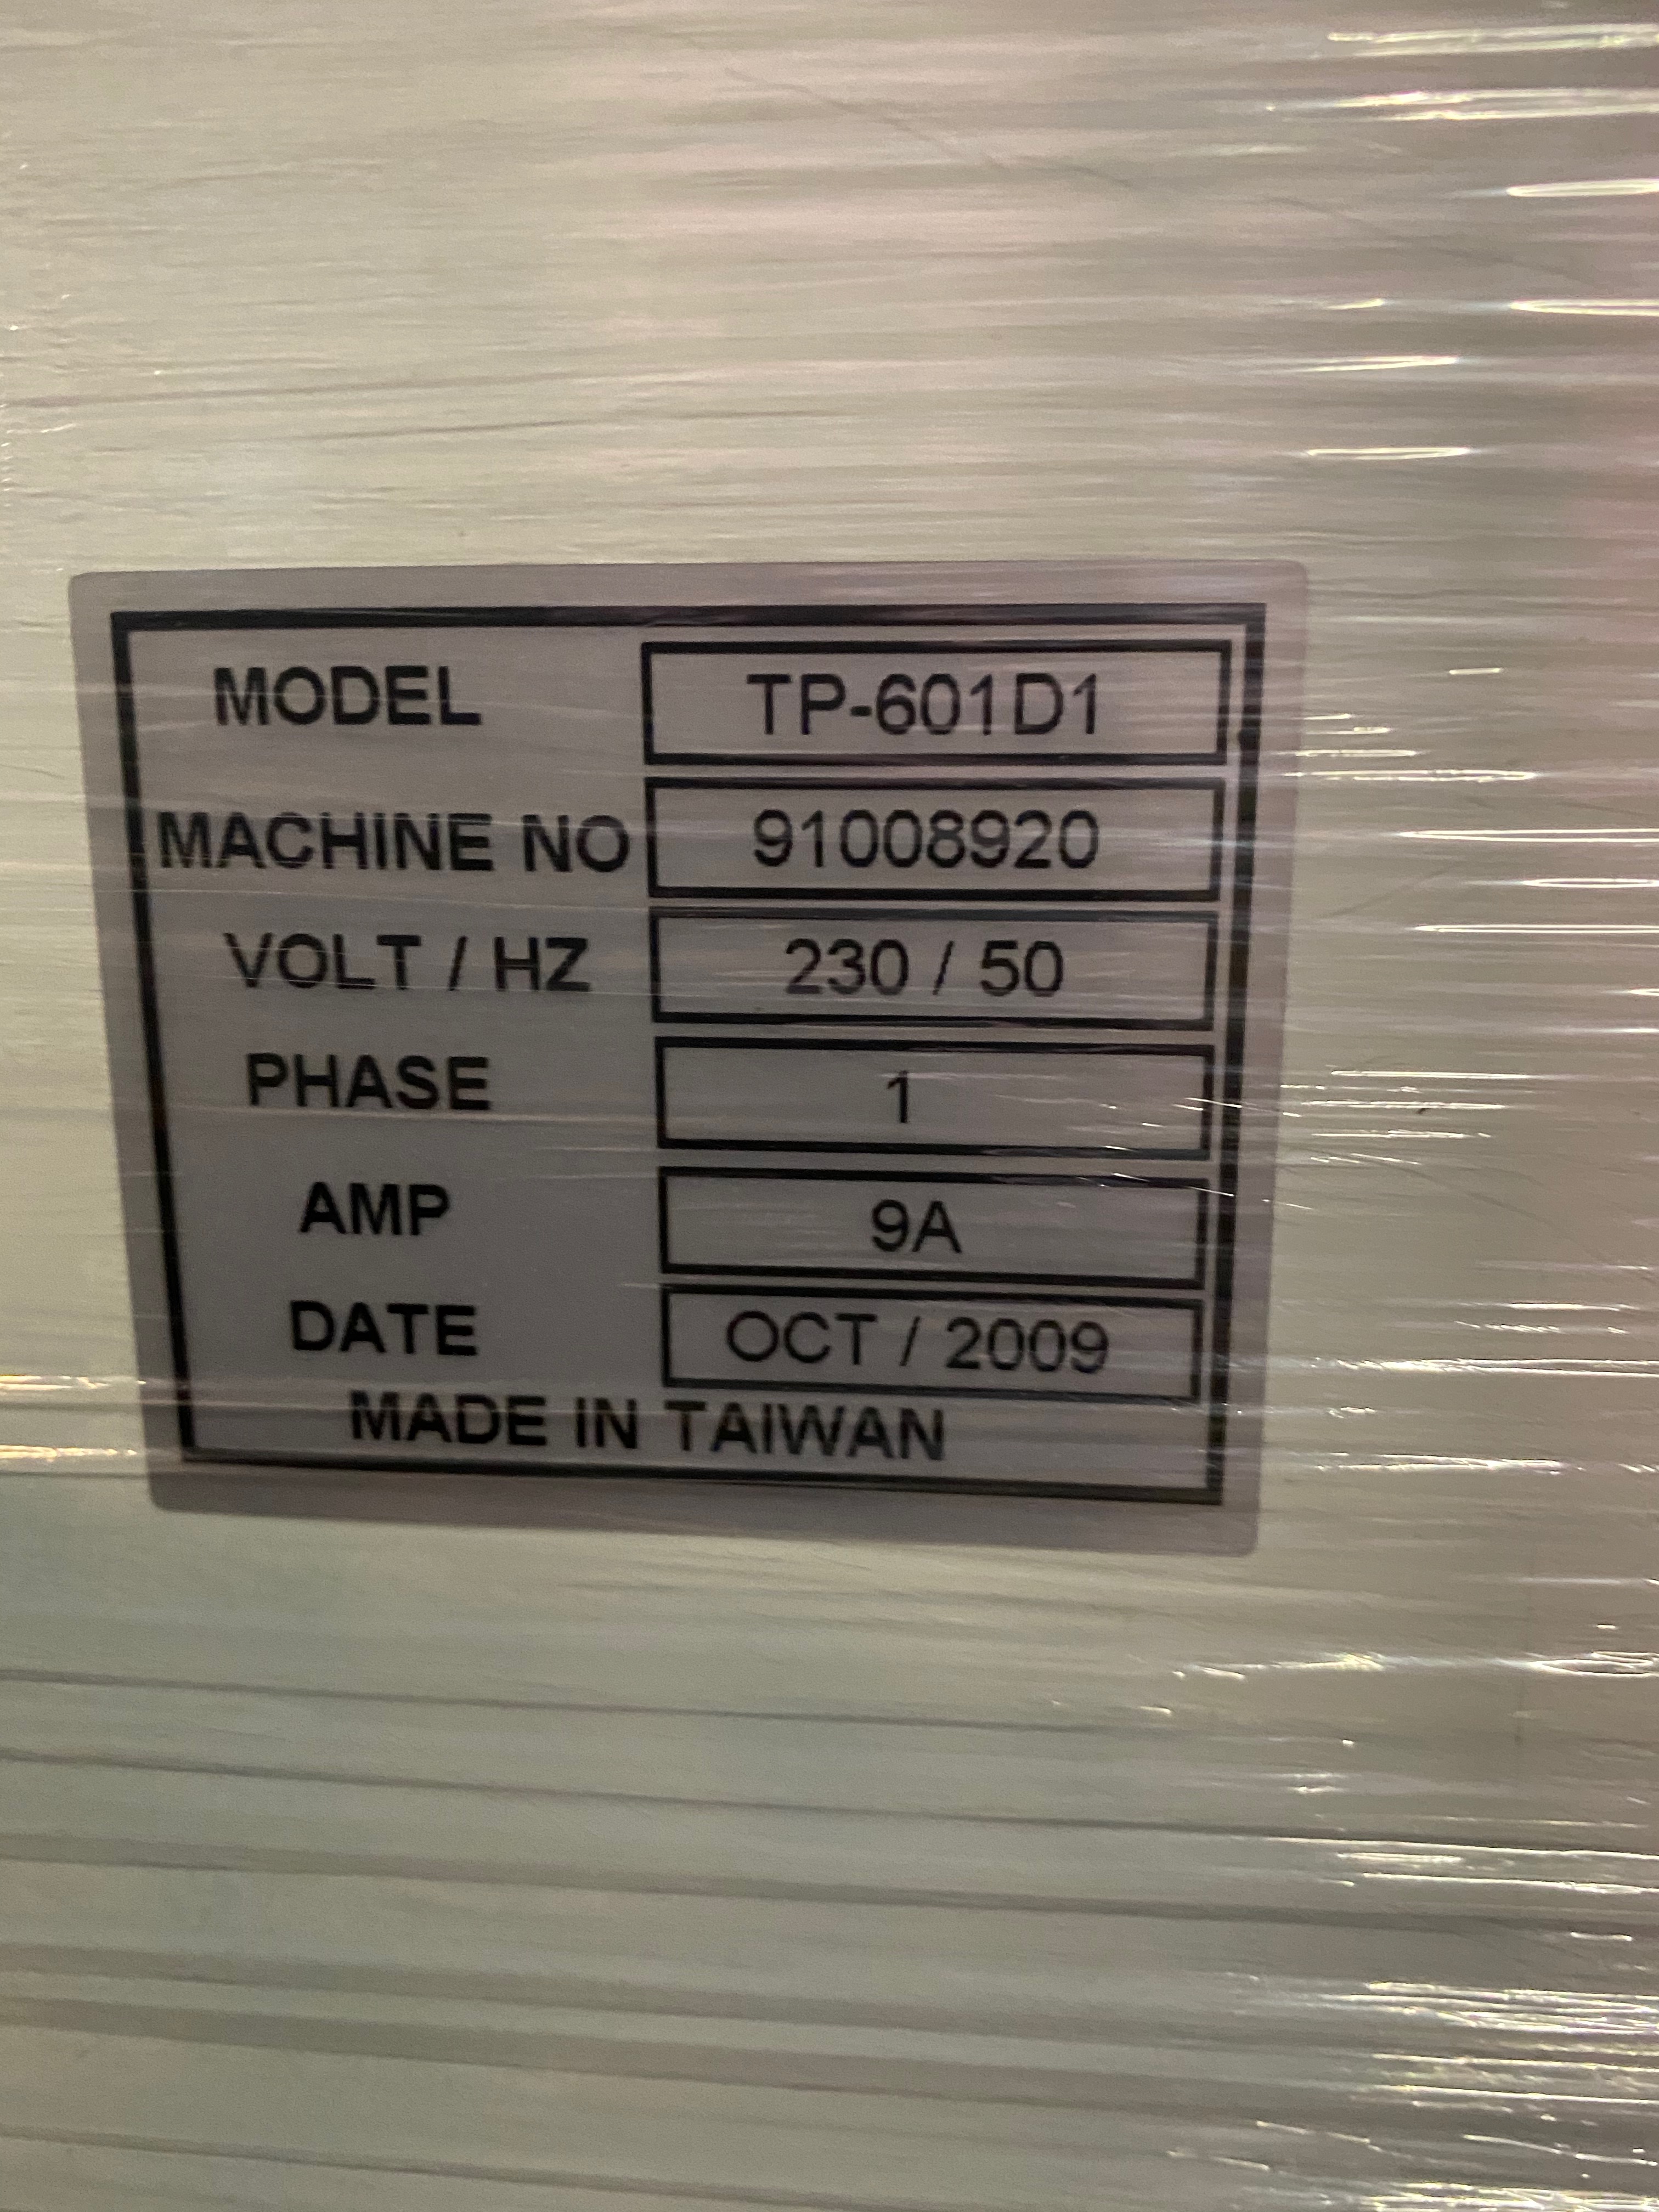 MODEL TP-601D1
MACHINE NO 91008920
VOLT / HZ 230 / 50
PHASE 1
AMP 9A
DATE OCT / 2009
MADE IN TAIWAN